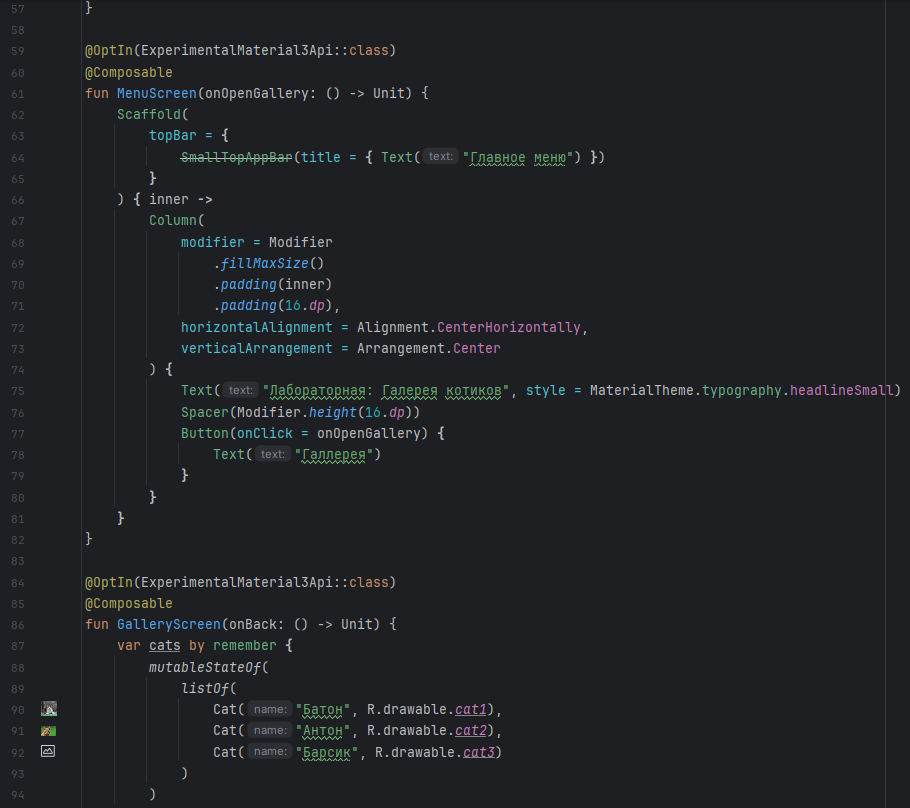 57 }
58
59 @OptIn(ExperimentalMaterial3Api::class)
60 @Composable
61 fun MenuScreen(onOpenGallery: () -> Unit) {
62     Scaffold(
63         topBar = {
64             SmallTopAppBar(title = { Text( text: "Главное меню") })
65         }
66     ) { inner ->
67         Column(
68             modifier = Modifier
69                 .fillMaxSize()
70                 .padding(inner)
71                 .padding(16.dp),
72             horizontalAlignment = Alignment.CenterHorizontally,
73             verticalArrangement = Arrangement.Center
74         ) {
75             Text( text: "Лабораторная: Галерея котиков", style = MaterialTheme.typography.headlineSmall)
76             Spacer(Modifier.height(16.dp))
77             Button(onClick = onOpenGallery) {
78                 Text( text: "Галлерея")
79             }
80         }
81     }
82 }
83
84 @OptIn(ExperimentalMaterial3Api::class)
85 @Composable
86 fun GalleryScreen(onBack: () -> Unit) {
87     var cats by remember {
88         mutableStateOf(
89             listOf(
90                 Cat( name: "Батон", R.drawable.cat1),
91                 Cat( name: "Антон", R.drawable.cat2),
92                 Cat( name: "Барсик", R.drawable.cat3)
93             )
94         )